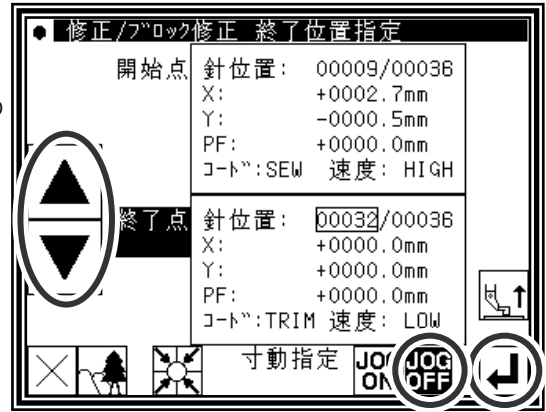 修正/ﾌﾞﾛｯｸ修正 終了位置指定
開始点
針位置: 00009/00036
X: +0002.7mm
Y: -0000.5mm
PF: +0000.0mm
ｺｰﾄﾞ:SEW 速度: HIGH
終了点
針位置: 00032/00036
X: +0000.0mm
Y: +0000.0mm
PF: +0000.0mm
ｺｰﾄﾞ:TRIM 速度: LOW
寸動指定
JOG ON
JOG OFF